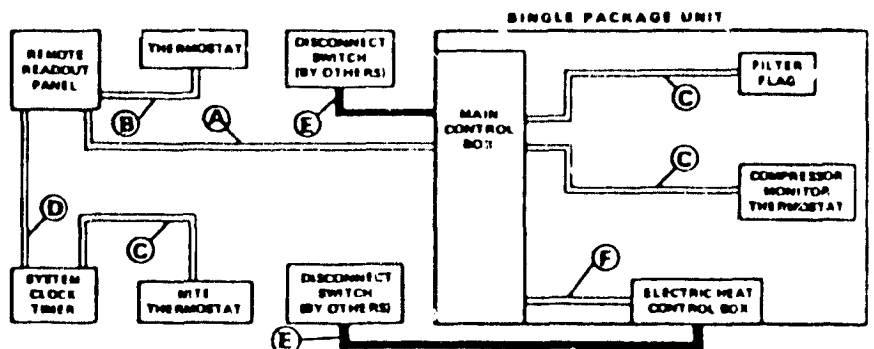 SINGLE PACKAGE UNIT
REMOTE
READOUT
PANEL
THERMOSTAT
DISCONNECT
SWITCH
(BY OTHERS)
MAIN
CONTROL
BOX
FILTER
FLAG
B
A
E
C
C
COMPRESSOR
MONITOR
THERMOSTAT
D
C
F
SYSTEM
CLOCK
TIMER
NITE
THERMOSTAT
DISCONNECT
SWITCH
(BY OTHERS)
ELECTRIC HEAT
CONTROL BOX
E